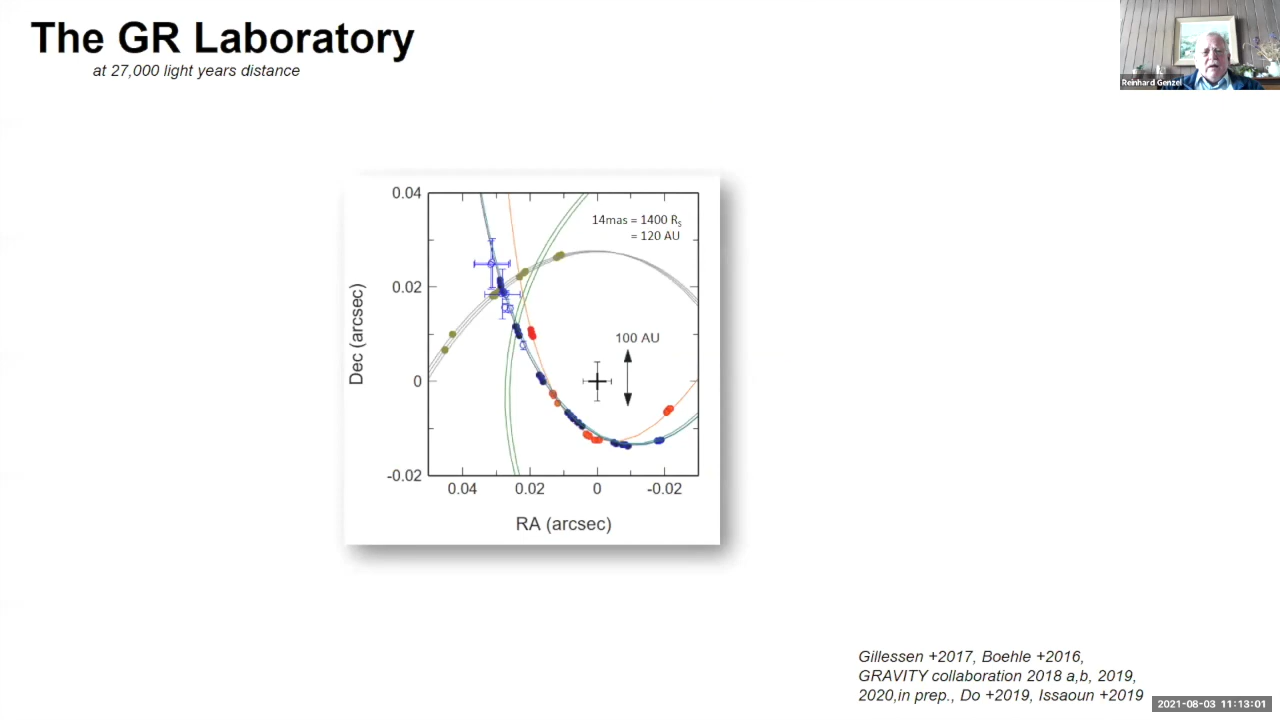 The GR Laboratory
at 27,000 light years distance
Reinhard Genzel
0.04
14mas = 1400 Rs
= 120 AU
0.02
Dec (arcsec)
100 AU
0
-0.02
0.04
0.02
0
-0.02
RA (arcsec)
Gillessen +2017, Boehle +2016,
GRAVITY collaboration 2018 a,b, 2019,
2020,in prep., Do +2019, Issaoun +2019
2021-08-03 11:13:01